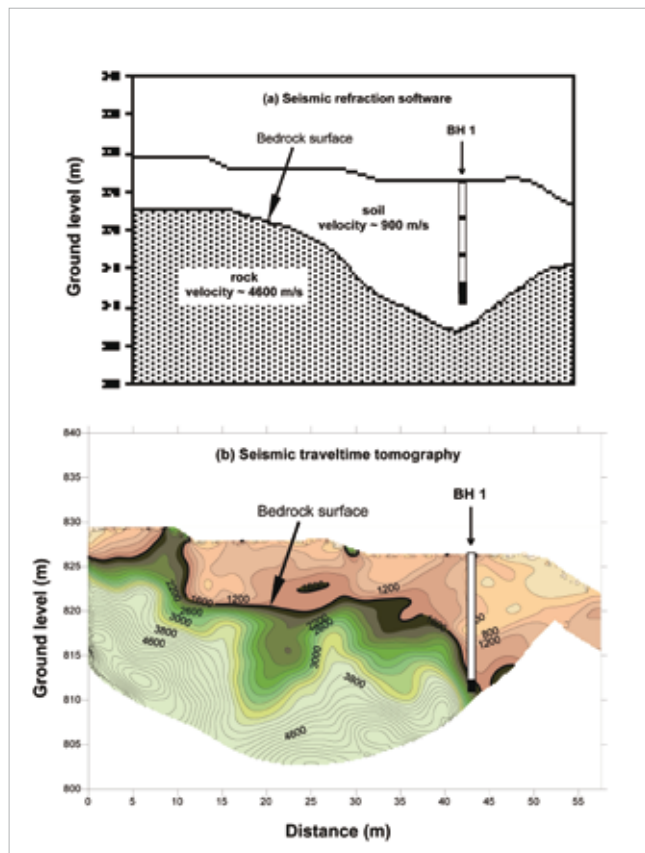 (a) Seismic refraction software
BH 1
Bedrock surface
soil
velocity ~ 900 m/s
rock
velocity ~ 4600 m/s
Ground level (m)
(b) Seismic traveltime tomography
BH 1
Bedrock surface
840
835
830
825
820
815
810
805
800
Ground level (m)
2200
2600
3000
3800
4600
2600
1200
1200
3000
3800
4600
800
1200
0
5
10
15
20
25
30
35
40
45
50
55
Distance (m)